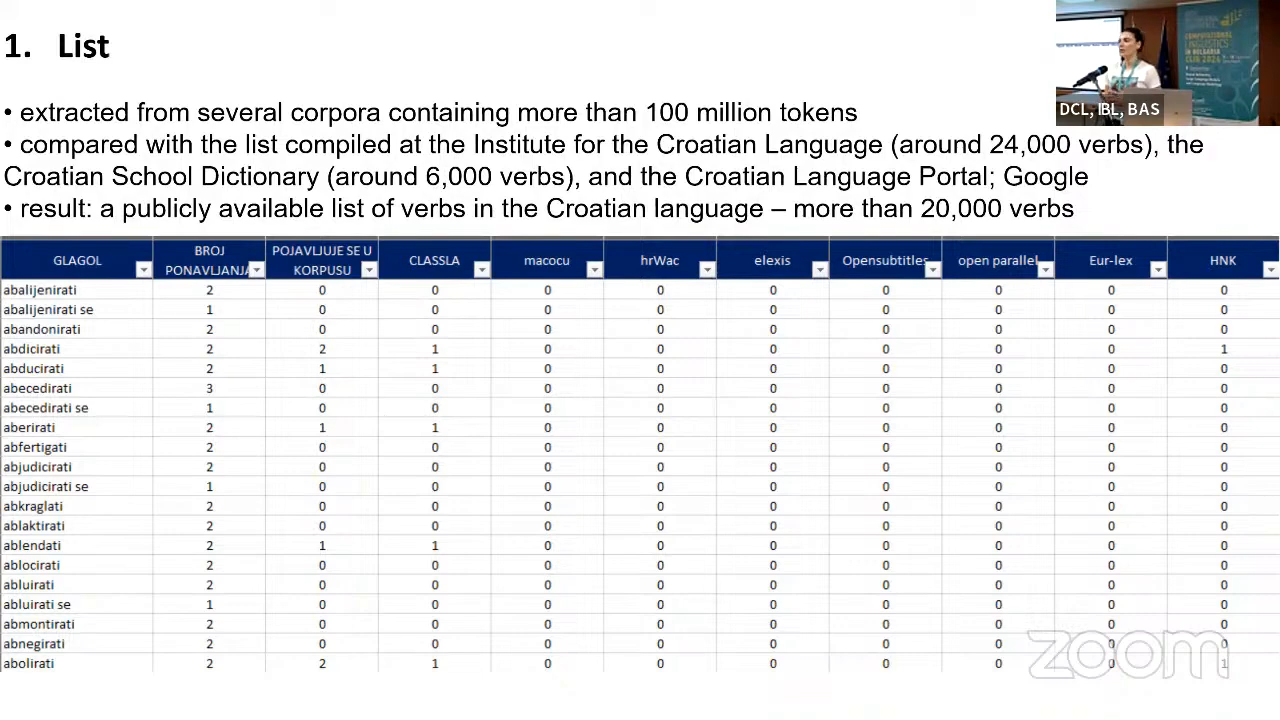 1. List
• extracted from several corpora containing more than 100 million tokens
• compared with the list compiled at the Institute for the Croatian Language (around 24,000 verbs), the
Croatian School Dictionary (around 6,000 verbs), and the Croatian Language Portal; Google
• result: a publicly available list of verbs in the Croatian language – more than 20,000 verbs
DCL, IBL, BAS
COMPUTATIONAL
LINGUISTICS
IN BULGARIA
CLIB 2024
GLAGOL BROJ PONAVLJANJA POJAVLJUJE SE U KORPUSU CLASSLA macocu hrWac elexis Opensubtitles open parallel Eur-lex HNK
abalijenirati 2 0 0 0 0 0 0 0 0 0
abalijenirati se 1 0 0 0 0 0 0 0 0 0
abandonirati 2 0 0 0 0 0 0 0 0 0
abdicirati 2 2 1 0 0 0 0 0 0 1
abducirati 2 1 1 0 0 0 0 0 0 0
abecedirati 3 0 0 0 0 0 0 0 0 0
abecedirati se 1 0 0 0 0 0 0 0 0 0
aberirati 2 1 1 0 0 0 0 0 0 0
abfertigati 2 0 0 0 0 0 0 0 0 0
abjudicirati 2 0 0 0 0 0 0 0 0 0
abjudicirati se 1 0 0 0 0 0 0 0 0 0
abkraglati 2 0 0 0 0 0 0 0 0 0
ablaktirati 2 0 0 0 0 0 0 0 0 0
ablendati 2 1 1 0 0 0 0 0 0 0
ablocirati 2 0 0 0 0 0 0 0 0 0
abluirati 2 0 0 0 0 0 0 0 0 0
abluirati se 1 0 0 0 0 0 0 0 0 0
abmontirati 2 0 0 0 0 0 0 0 0 0
abnegirati 2 0 0 0 0 0 0 0 0 0
abolirati 2 2 1 0 0 0 0 0 0 1
zoom